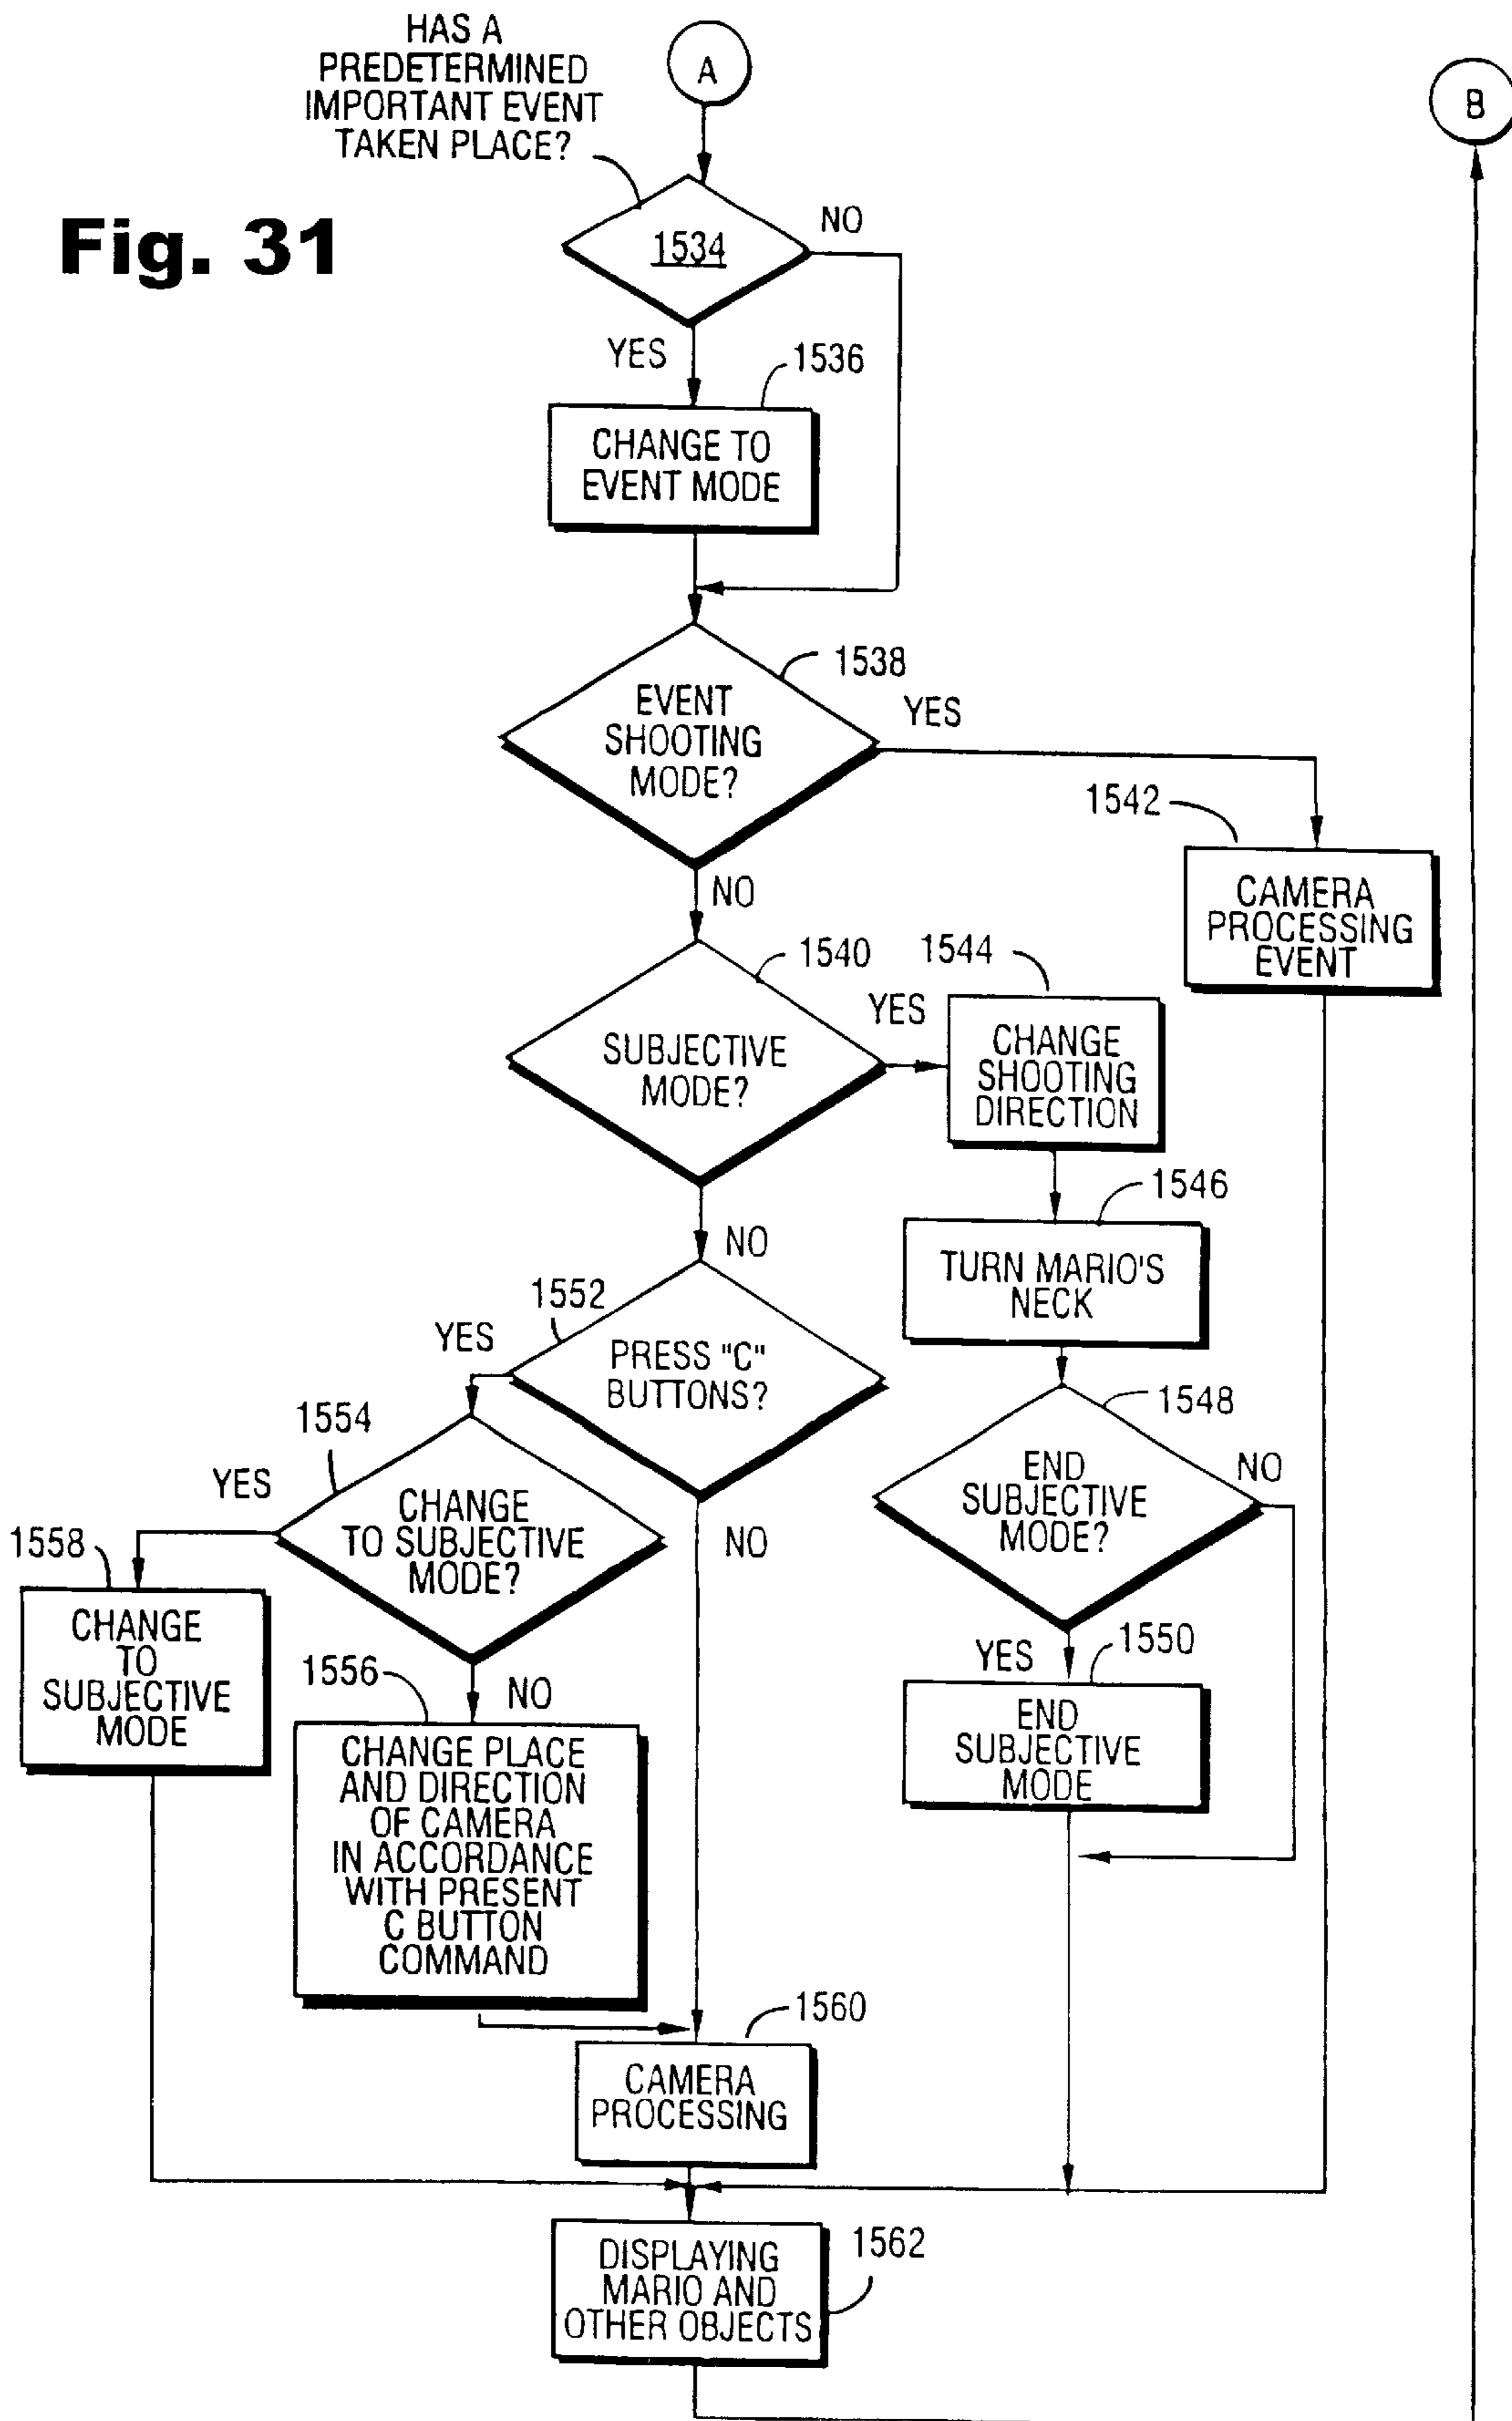 HAS A
PREDETERMINED
IMPORTANT EVENT
TAKEN PLACE?
A
B
Fig. 31
1534
NO
YES
1536
CHANGE TO
EVENT MODE
1538
EVENT
SHOOTING
MODE?
YES
1542
CAMERA
PROCESSING
EVENT
NO
1540
SUBJECTIVE
MODE?
YES
1544
CHANGE
SHOOTING
DIRECTION
1546
TURN MARIO'S
NECK
NO
1552
YES
PRESS "C"
BUTTONS?
1548
END
SUBJECTIVE
MODE?
NO
1554
YES
CHANGE
TO SUBJECTIVE
MODE?
NO
1558
CHANGE
TO
SUBJECTIVE
MODE
1556
NO
CHANGE PLACE
AND DIRECTION
OF CAMERA
IN ACCORDANCE
WITH PRESENT
C BUTTON
COMMAND
YES
1550
END
SUBJECTIVE
MODE
1560
CAMERA
PROCESSING
1562
DISPLAYING
MARIO AND
OTHER OBJECTS